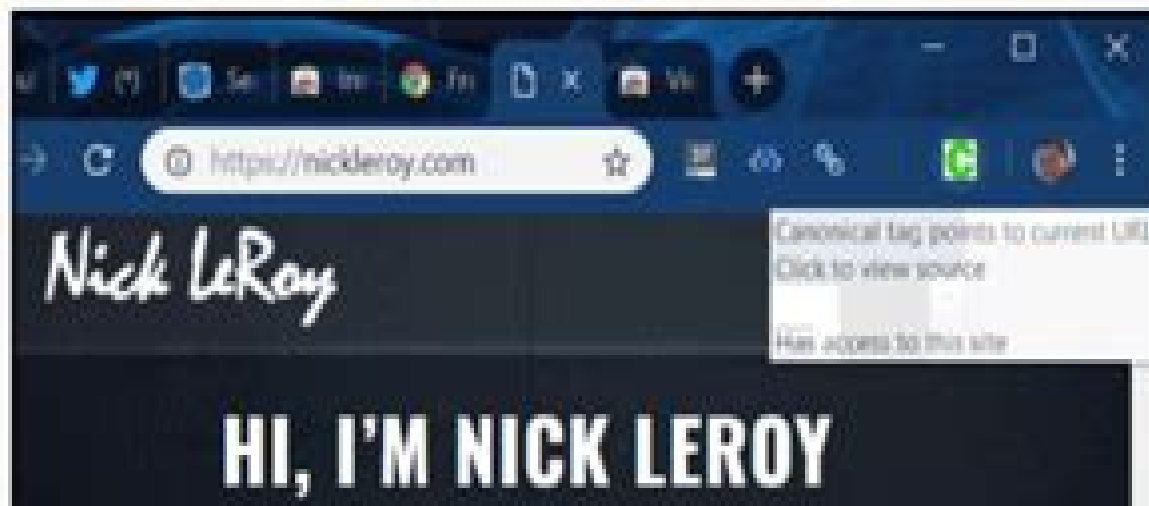 (*)
Se
https://nickleroy.com
C
Nick LeRoy
Canonical tag points to current URL
Click to view source
Has access to this site
HI, I'M NICK LEROY